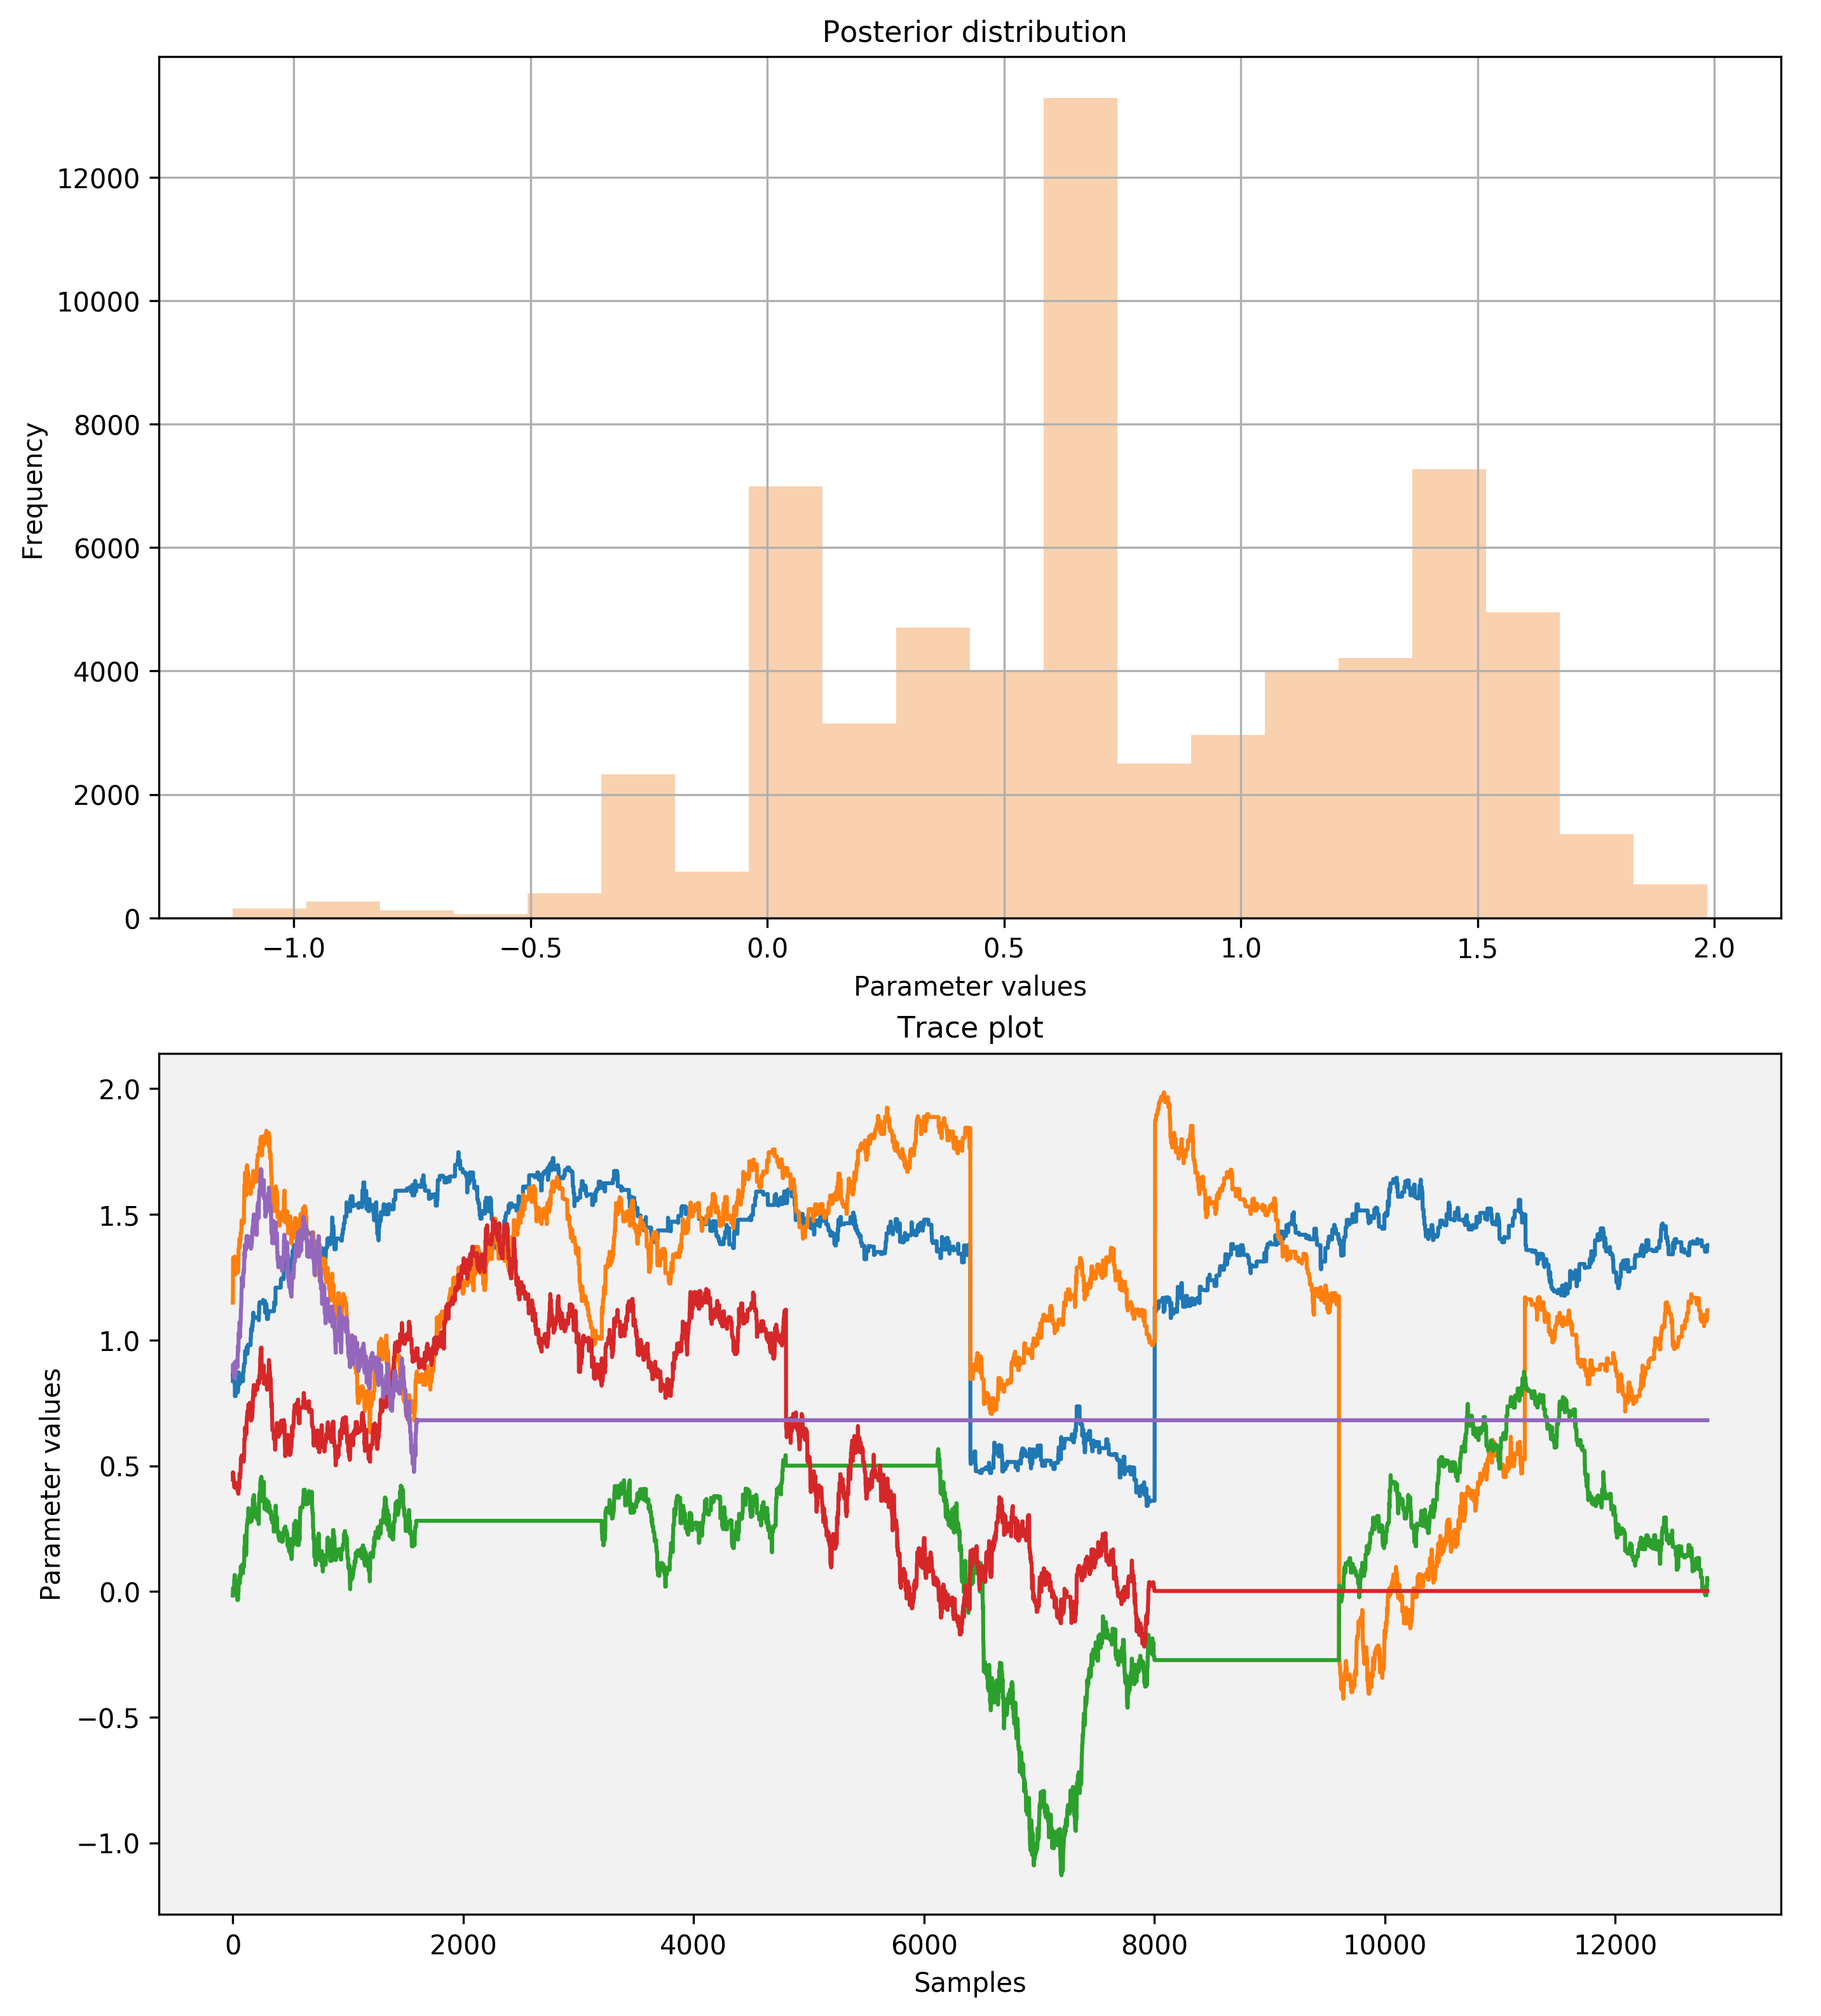 Posterior distribution
12000
10000
8000
6000
4000
2000
0
Frequency
−1.0 −0.5 0.0 0.5 1.0 1.5 2.0
Parameter values
Trace plot
2.0
1.5
1.0
0.5
0.0
−0.5
−1.0
Parameter values
0 2000 4000 6000 8000 10000 12000
Samples